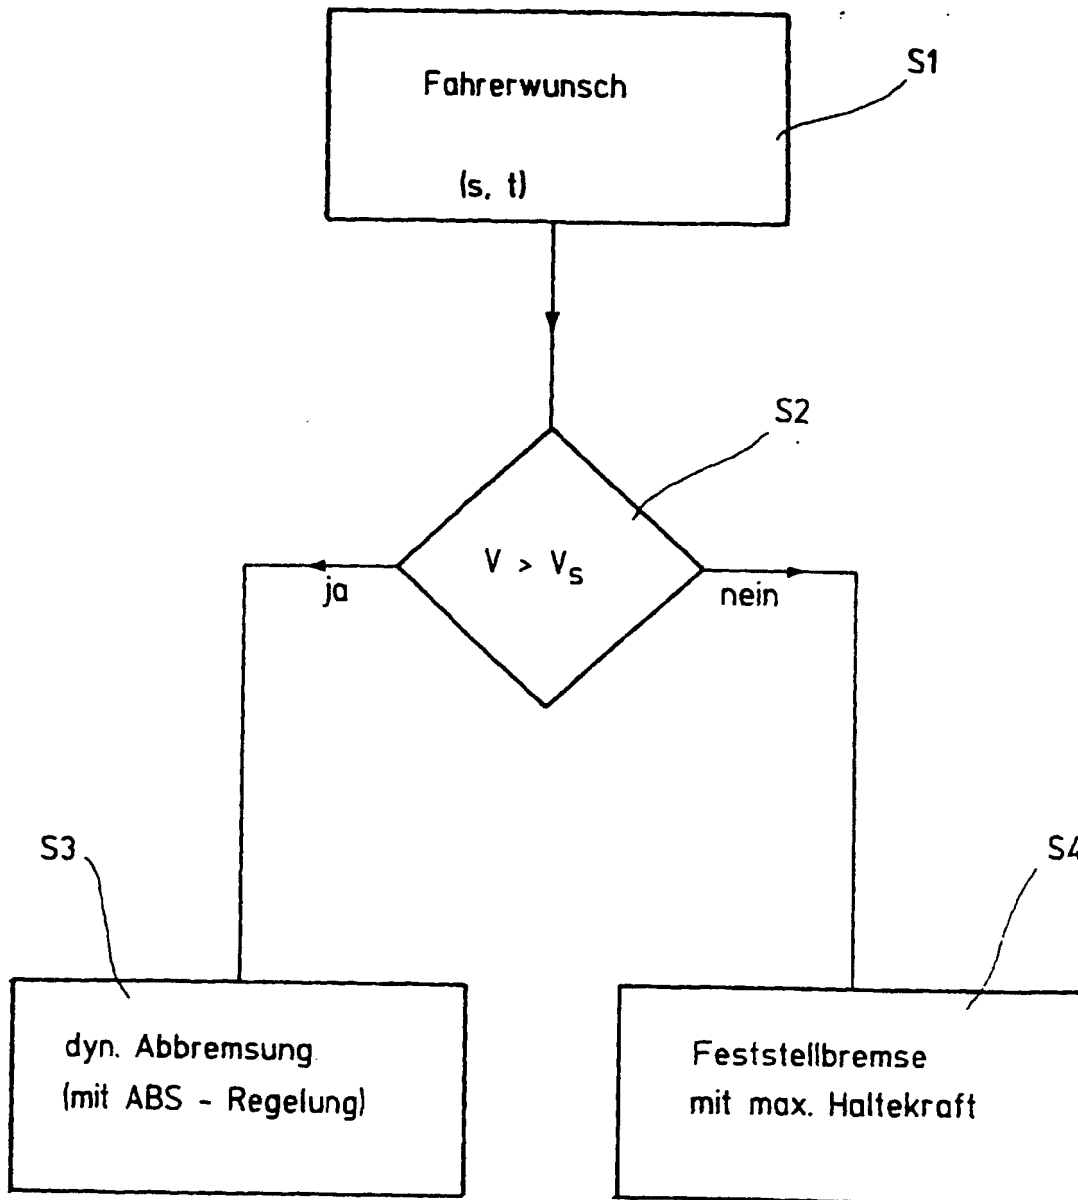 Fahrerwunsch
(s, t)
S1
S2
V > Vₛ
ja
nein
S3
S4
dyn. Abbremsung
(mit ABS - Regelung)
Feststellbremse
mit max. Haltekraft